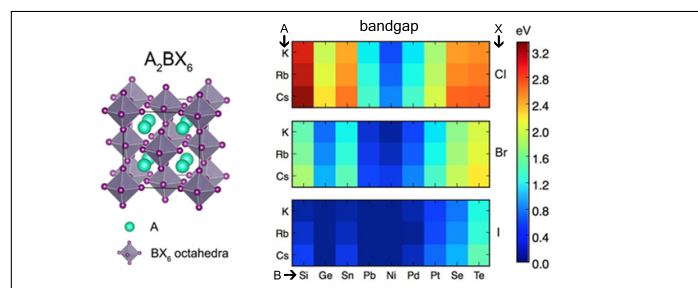 A₂BX₆
A
BX₆ octahedra
bandgap
A
X
K
Rb
Cs
Cl
K
Rb
Cs
Br
K
Rb
Cs
I
B → Si Ge Sn Pb Ni Pd Pt Se Te
eV
3.2
2.8
2.4
2.0
1.6
1.2
0.8
0.4
0.0